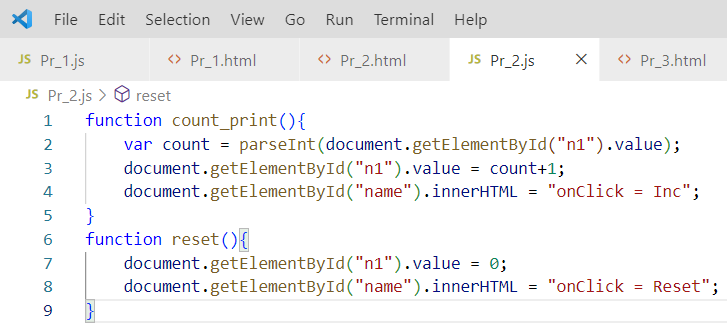 File Edit Selection View Go Run Terminal Help
JS Pr_1.js <> Pr_1.html <> Pr_2.html JS Pr_2.js × <> Pr_3.html
JS Pr_2.js > reset
1 function count_print(){
2     var count = parseInt(document.getElementById("n1").value);
3     document.getElementById("n1").value = count+1;
4     document.getElementById("name").innerHTML = "onClick = Inc";
5 }
6 function reset(){
7     document.getElementById("n1").value = 0;
8     document.getElementById("name").innerHTML = "onClick = Reset";
9 }